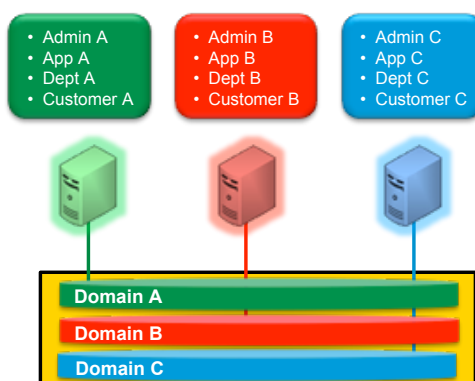 • Admin A
• App A
• Dept A
• Customer A
• Admin B
• App B
• Dept B
• Customer B
• Admin C
• App C
• Dept C
• Customer C
Domain A
Domain B
Domain C